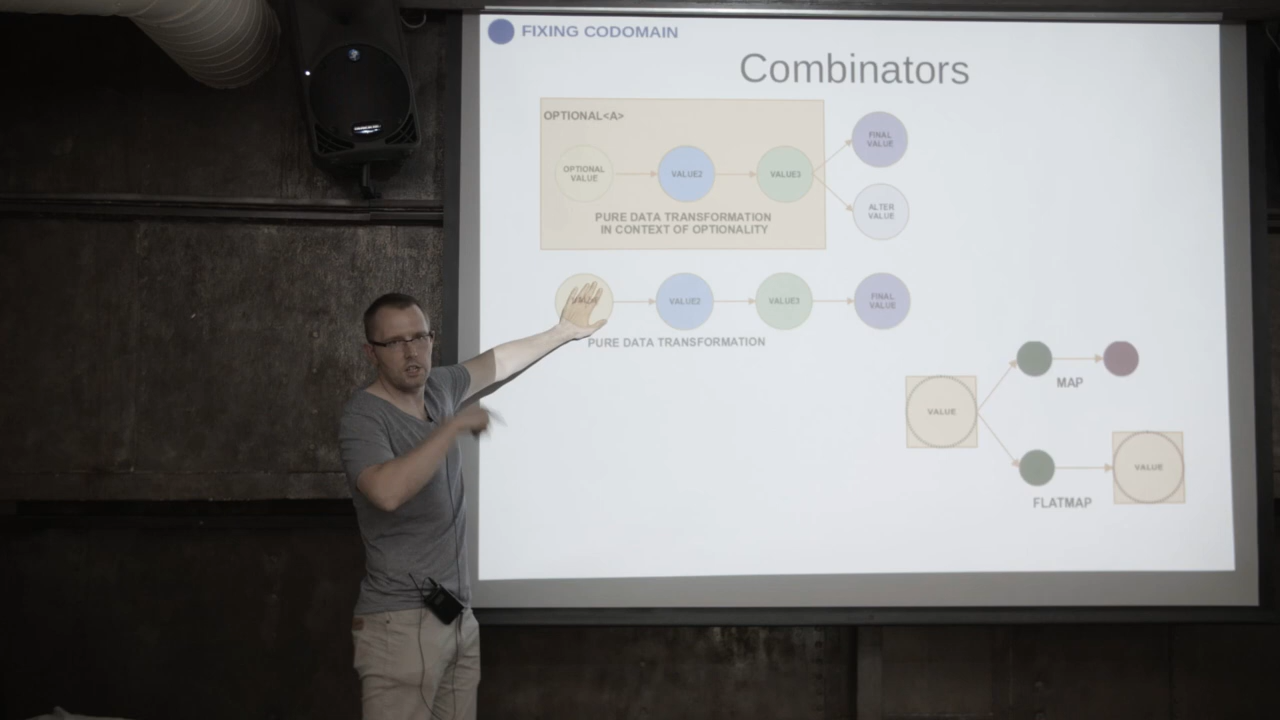 FIXING CODOMAIN
Combinators
OPTIONAL<A>
OPTIONAL
VALUE
VALUE2
VALUE3
FINAL
VALUE
ALTER
VALUE
PURE DATA TRANSFORMATION
IN CONTEXT OF OPTIONALITY
VALUE2
VALUE3
FINAL
VALUE
PURE DATA TRANSFORMATION
MAP
VALUE
FLATMAP
VALUE